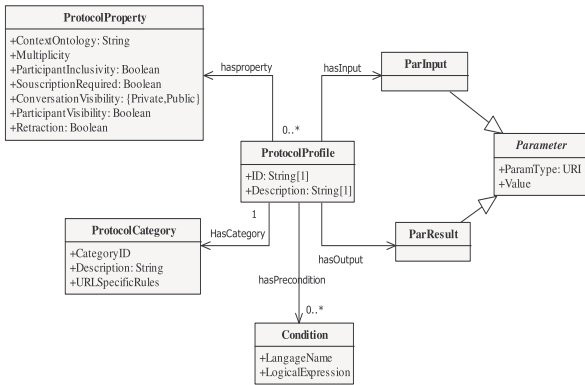 ProtocolProperty
+ContextOntology: String
+Multiplicity
+ParticipantInclusivity: Boolean
+SouscriptionRequired: Boolean
+ConversationVisibility: {Private,Public}
+ParticipantVisibility: Boolean
+Retraction: Boolean
hasproperty
hasInput
ParInput
0..*
Parameter
+ParamType: URI
+Value
ProtocolProfile
+ID: String[1]
+Description: String[1]
1
HasCategory
ProtocolCategory
+CategoryID
+Description: String
+URLSpecificRules
ParResult
hasOutput
hasPrecondition
0..*
Condition
+LangageName
+LogicalExpression